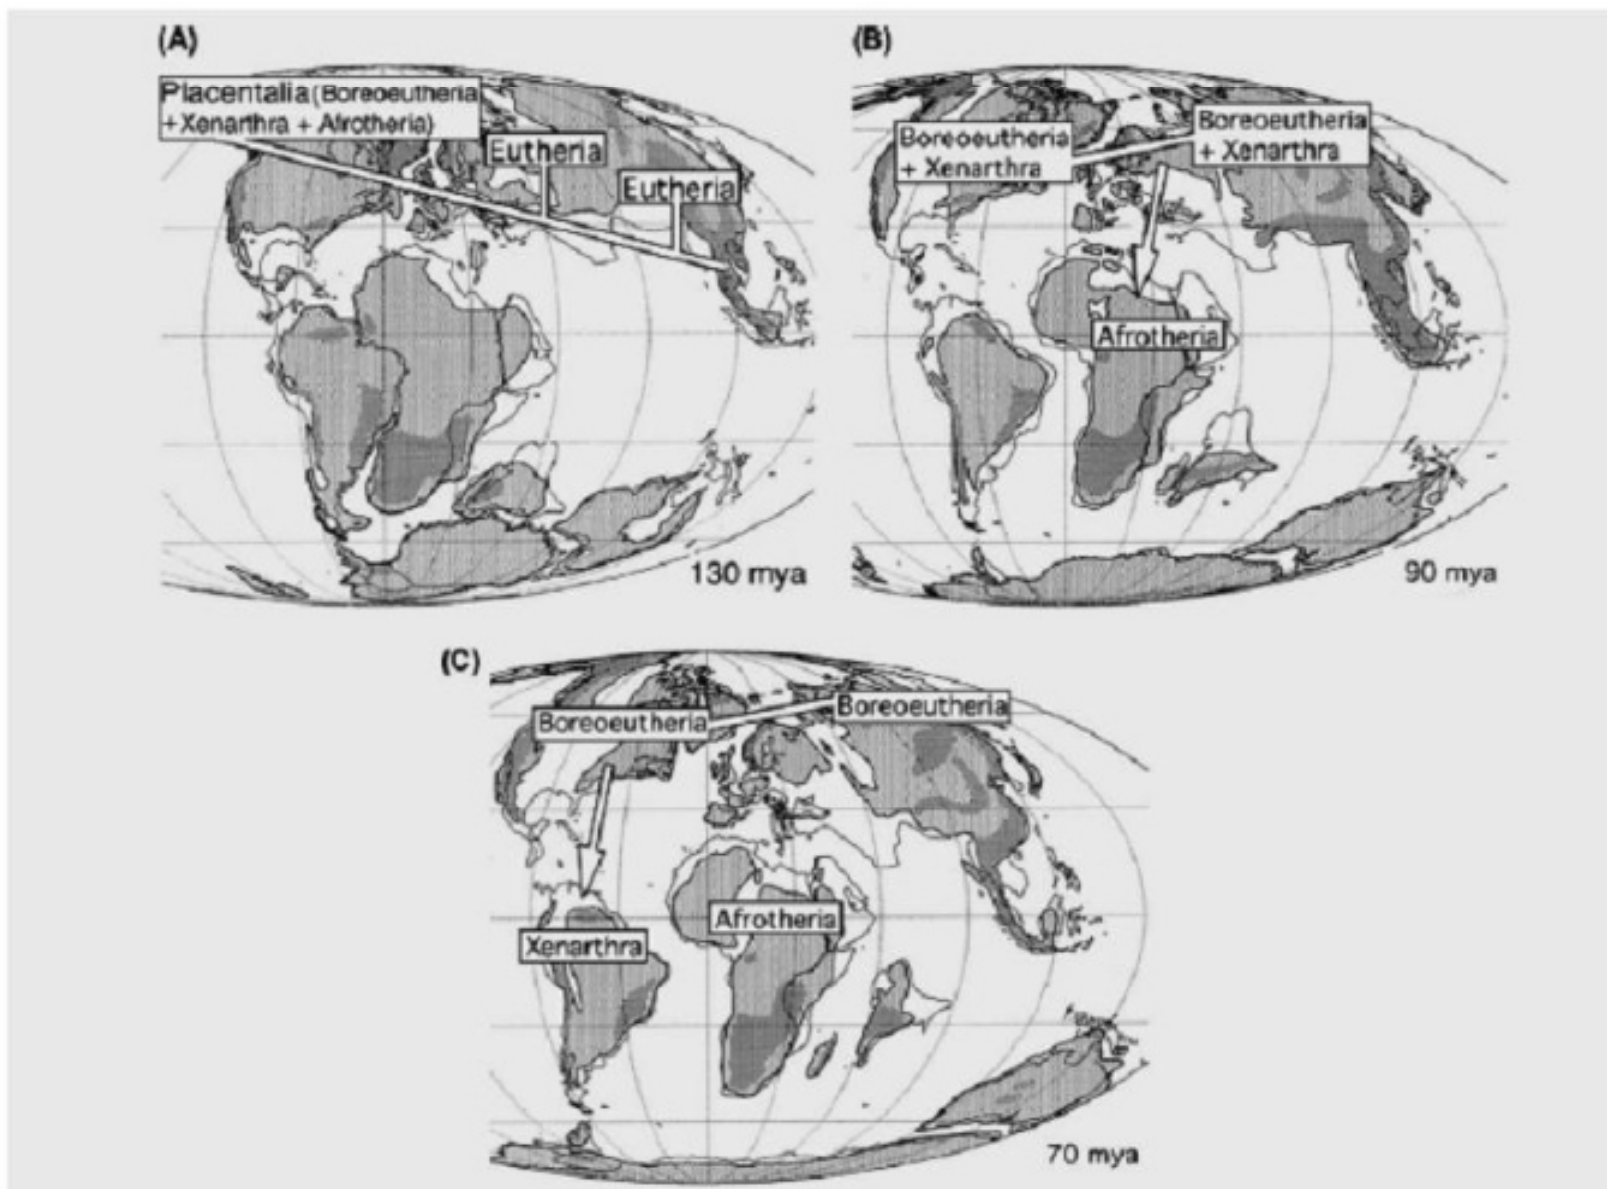 (A)
Placentalia (Boreoeutheria
+Xenarthra + Afrotheria)
Eutheria
Eutheria
130 mya
(B)
Boreoeutheria
+ Xenarthra
Boreoeutheria
+ Xenarthra
Afrotheria
90 mya
(C)
Boreoeutheria
Boreoeutheria
Xenarthra
Afrotheria
70 mya